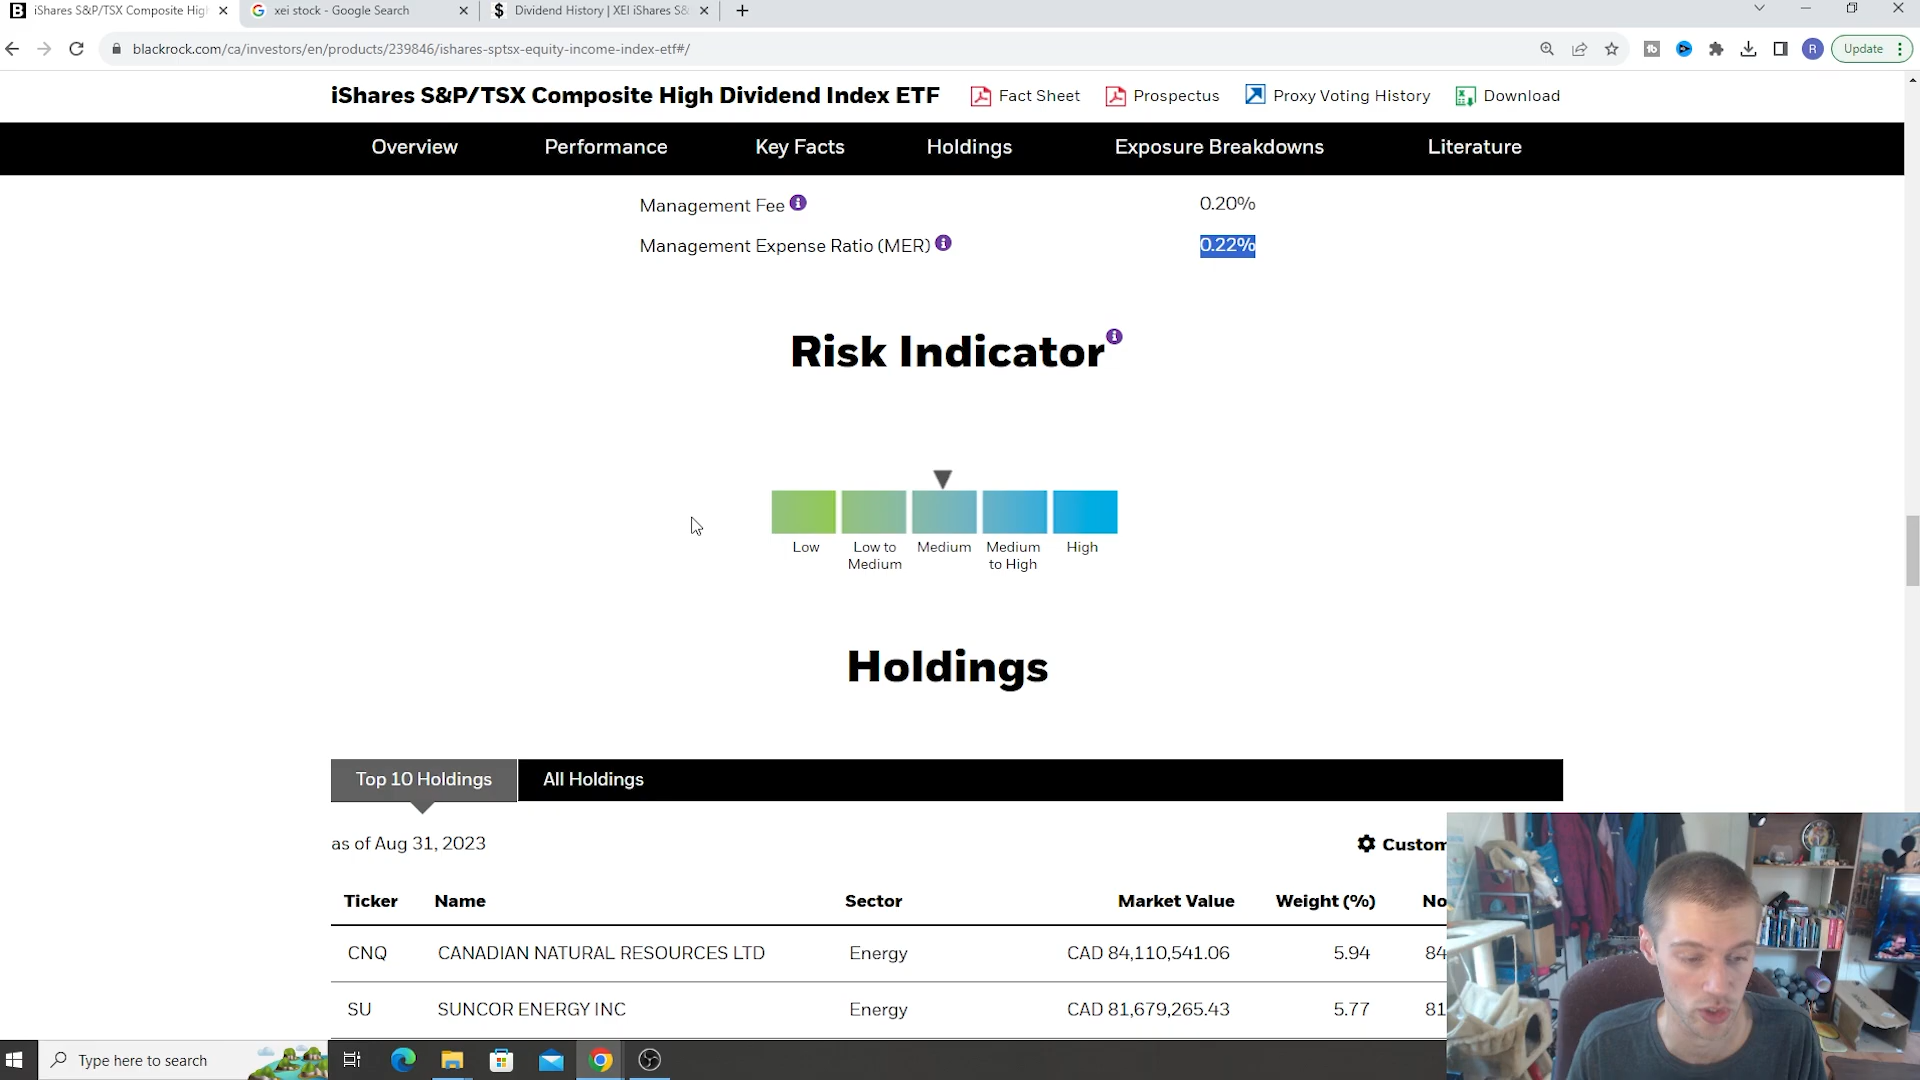 iShares S&P/TSX Composite Hig
xei stock - Google Search
Dividend History | XEI iShares S&
blackrock.com/ca/investors/en/products/239846/ishares-sptsx-equity-income-index-etf#/
R
Update
iShares S&P/TSX Composite High Dividend Index ETF
Fact Sheet
Prospectus
Proxy Voting History
Download
Overview
Performance
Key Facts
Holdings
Exposure Breakdowns
Literature
Management Fee
0.20%
Management Expense Ratio (MER)
0.22%
Risk Indicator
Low
Low to
Medium
Medium
Medium
to High
High
Holdings
Top 10 Holdings
All Holdings
as of Aug 31, 2023
Custom
Ticker Name Sector Market Value Weight (%) No
CNQ CANADIAN NATURAL RESOURCES LTD Energy CAD 84,110,541.06 5.94 84
SU SUNCOR ENERGY INC Energy CAD 81,679,265.43 5.77 81
Type here to search